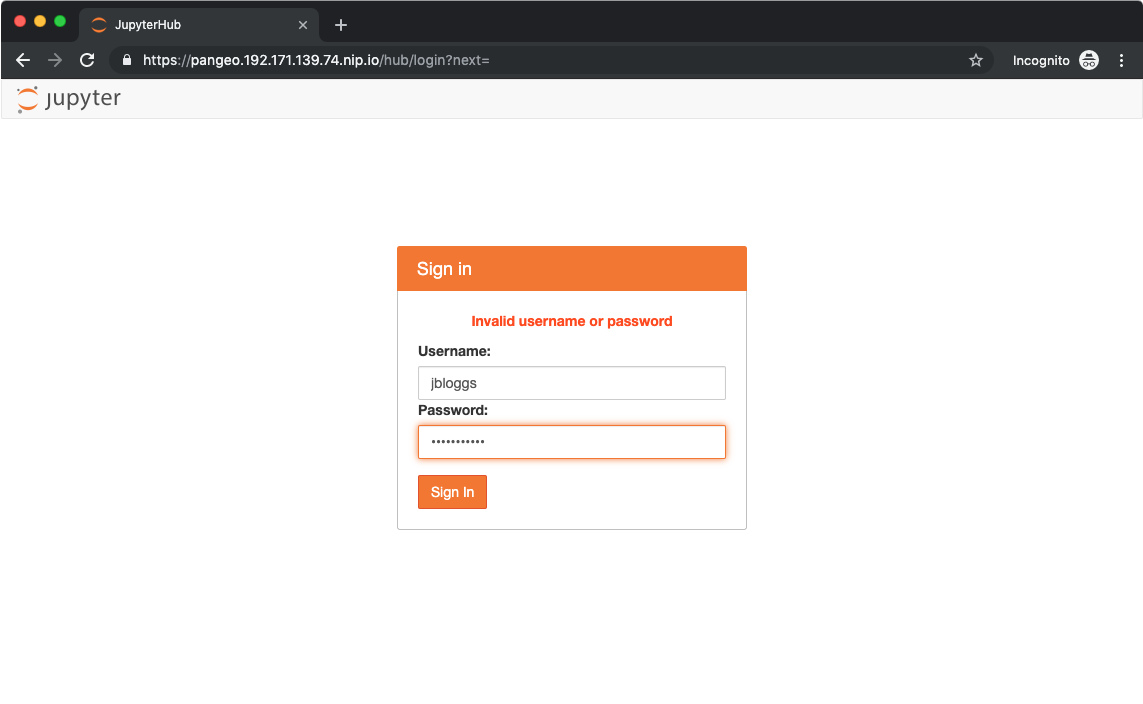 JupyterHub
https://pangeo.192.171.139.74.nip.io/hub/login?next=
Incognito
jupyter
Sign in
Invalid username or password
Username:
jbloggs
Password:
•••••••••••
Sign In